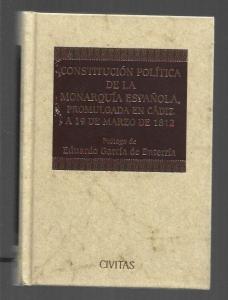 CONSTITUCIÓN POLÍTICA
DE LA
MONARQUÍA ESPAÑOLA,
PROMULGADA EN CÁDIZ
A 19 DE MARZO DE 1812
Prólogo de
Eduardo García de Enterría
CIVITAS